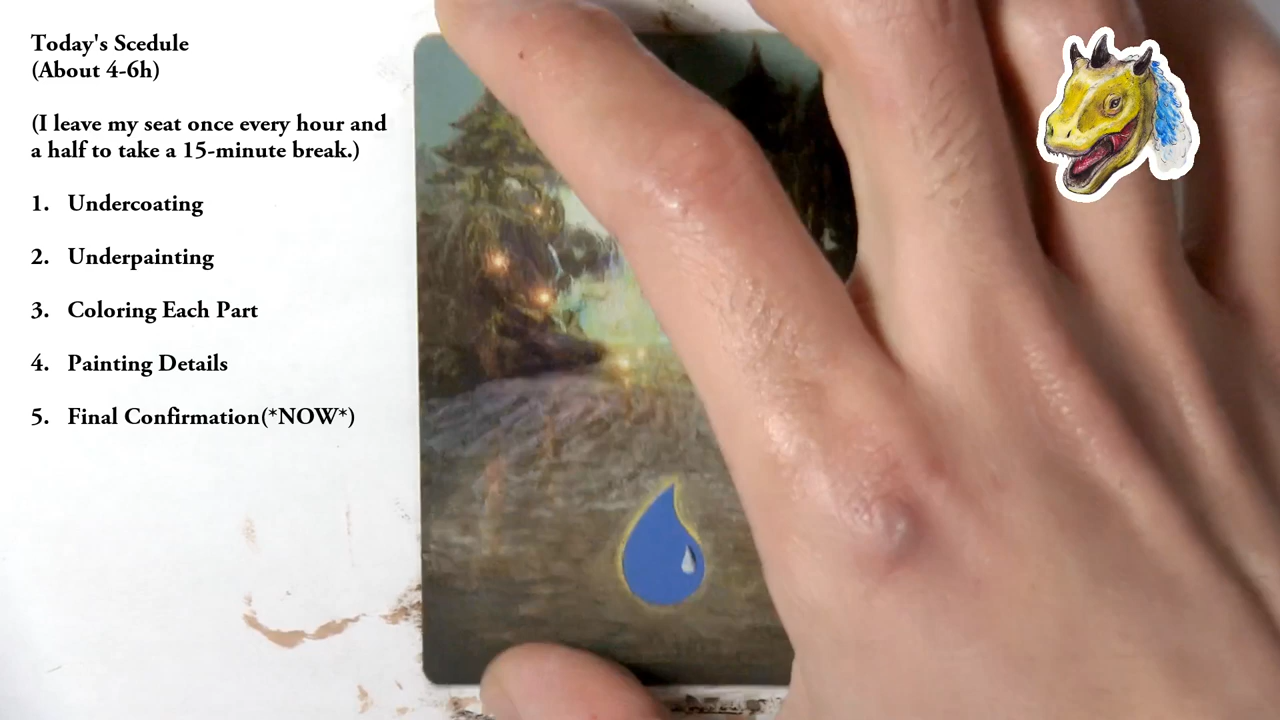 Today's Scedule
(About 4-6h)
(I leave my seat once every hour and
a half to take a 15-minute break.)
1. Undercoating
2. Underpainting
3. Coloring Each Part
4. Painting Details
5. Final Confirmation(*NOW*)